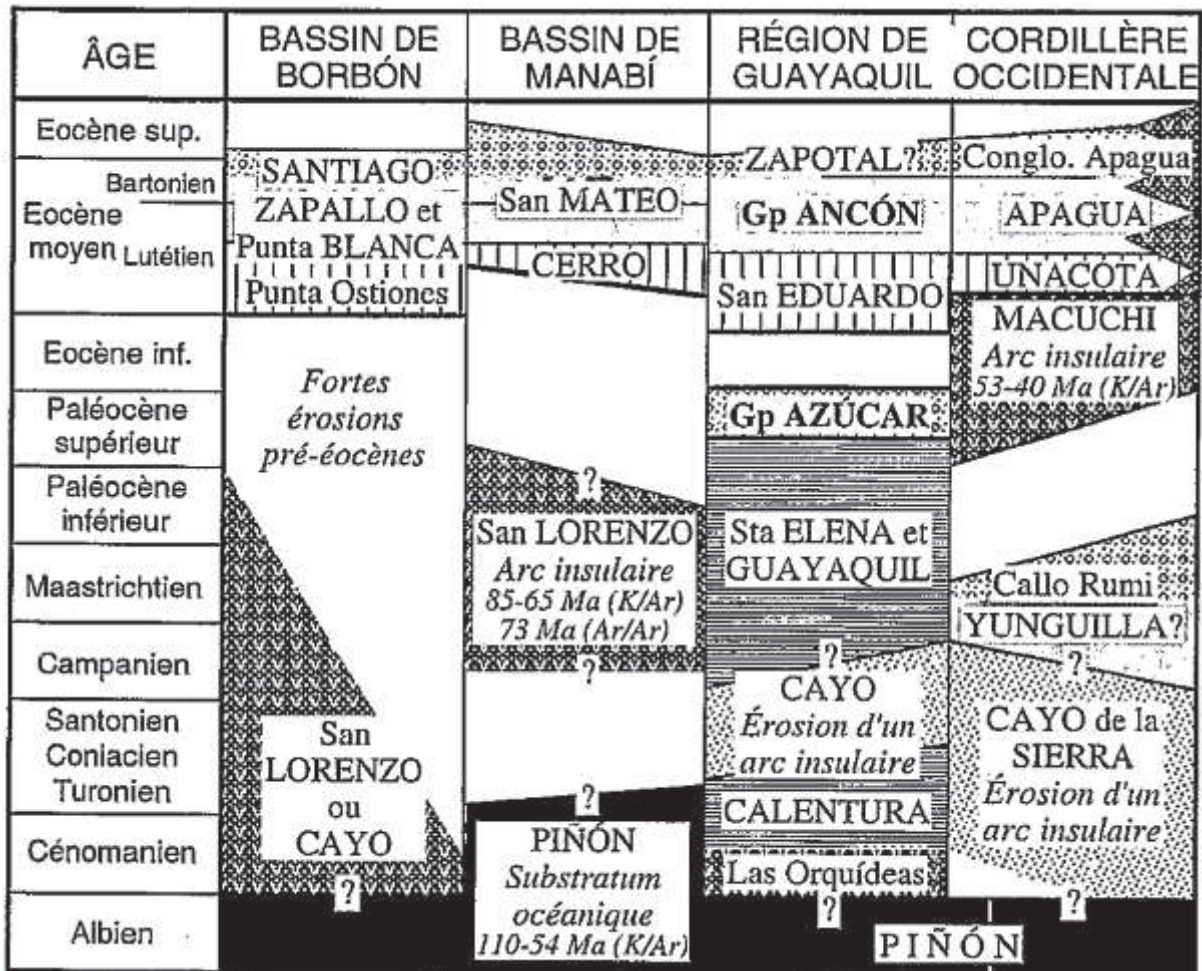 ÂGE
BASSIN DE
BORBÓN
BASSIN DE
MANABÍ
RÉGION DE
GUAYAQUIL
CORDILLÈRE
OCCIDENTALE
Eocène sup.
Bartonien
Eocène
moyen
Lutétien
Eocène inf.
Paléocène
supérieur
Paléocène
inférieur
Maastrichtien
Campanien
Santonien
Coniacien
Turonien
Cénomanien
Albien
SANTIAGO
ZAPALLO et
Punta BLANCA
Punta Ostiones
Fortes
érosions
pré-éocènes
San
LORENZO
ou
CAYO
?
San MATEO
CERRO
?
San LORENZO
Arc insulaire
85-65 Ma (K/Ar)
73 Ma (Ar/Ar)
?
?
PIÑÓN
Substratum
océanique
110-54 Ma (K/Ar)
ZAPOTAL?
Gp ANCÓN
San EDUARDO
Gp AZÚCAR
Sta ELENA et
GUAYAQUIL
?
CAYO
Érosion d'un
arc insulaire
CALENTURA
Las Orquídeas
?
Conglo. Apagua
APAGUA
UNACOTA
MACUCHI
Arc insulaire
53-40 Ma (K/Ar)
Callo Rumi
YUNGUILLA?
?
CAYO de la
SIERRA
Érosion d'un
arc insulaire
?
PIÑÓN